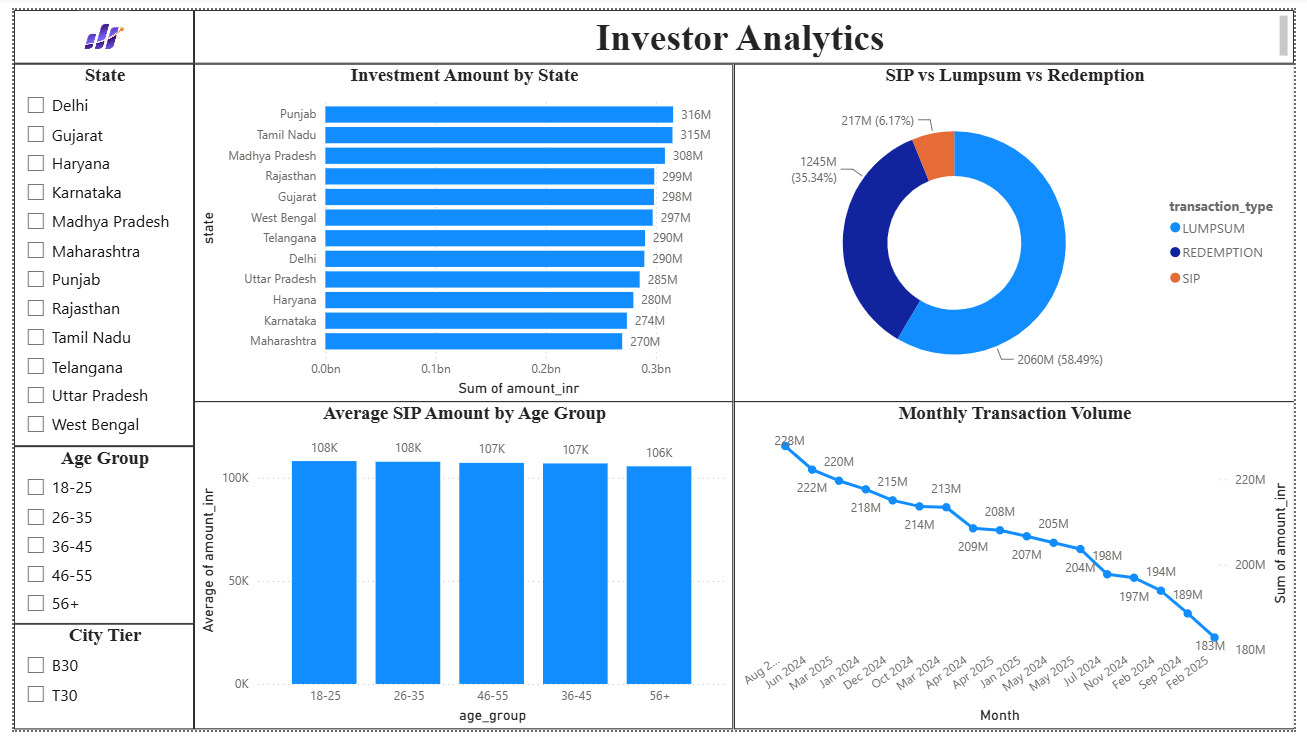 Investor Analytics
State
Delhi
Gujarat
Haryana
Karnataka
Madhya Pradesh
Maharashtra
Punjab
Rajasthan
Tamil Nadu
Telangana
Uttar Pradesh
West Bengal
Age Group
18-25
26-35
36-45
46-55
56+
City Tier
B30
T30
Investment Amount by State
state
Punjab 316M
Tamil Nadu 315M
Madhya Pradesh 308M
Rajasthan 299M
Gujarat 298M
West Bengal 297M
Telangana 290M
Delhi 290M
Uttar Pradesh 285M
Haryana 280M
Karnataka 274M
Maharashtra 270M
0.0bn 0.1bn 0.2bn 0.3bn
Sum of amount_inr
SIP vs Lumpsum vs Redemption
217M (6.17%)
1245M
(35.34%)
2060M (58.49%)
transaction_type
LUMPSUM
REDEMPTION
SIP
Average SIP Amount by Age Group
Average of amount_inr
108K 108K 107K 107K 106K
100K
50K
0K
18-25 26-35 46-55 36-45 56+
age_group
Monthly Transaction Volume
228M
222M
220M
218M
215M
214M
213M
209M
208M
207M
205M
204M
198M
197M
194M
189M
183M
220M
200M
180M
Sum of amount_inr
Aug 2... Jun 2024 Mar 2025 Jan 2024 Dec 2024 Oct 2024 Mar 2024 Apr 2024 Apr 2025 Jan 2025 May 2024 May 2025 Jul 2024 Nov 2024 Feb 2024 Sep 2024 Feb 2025
Month